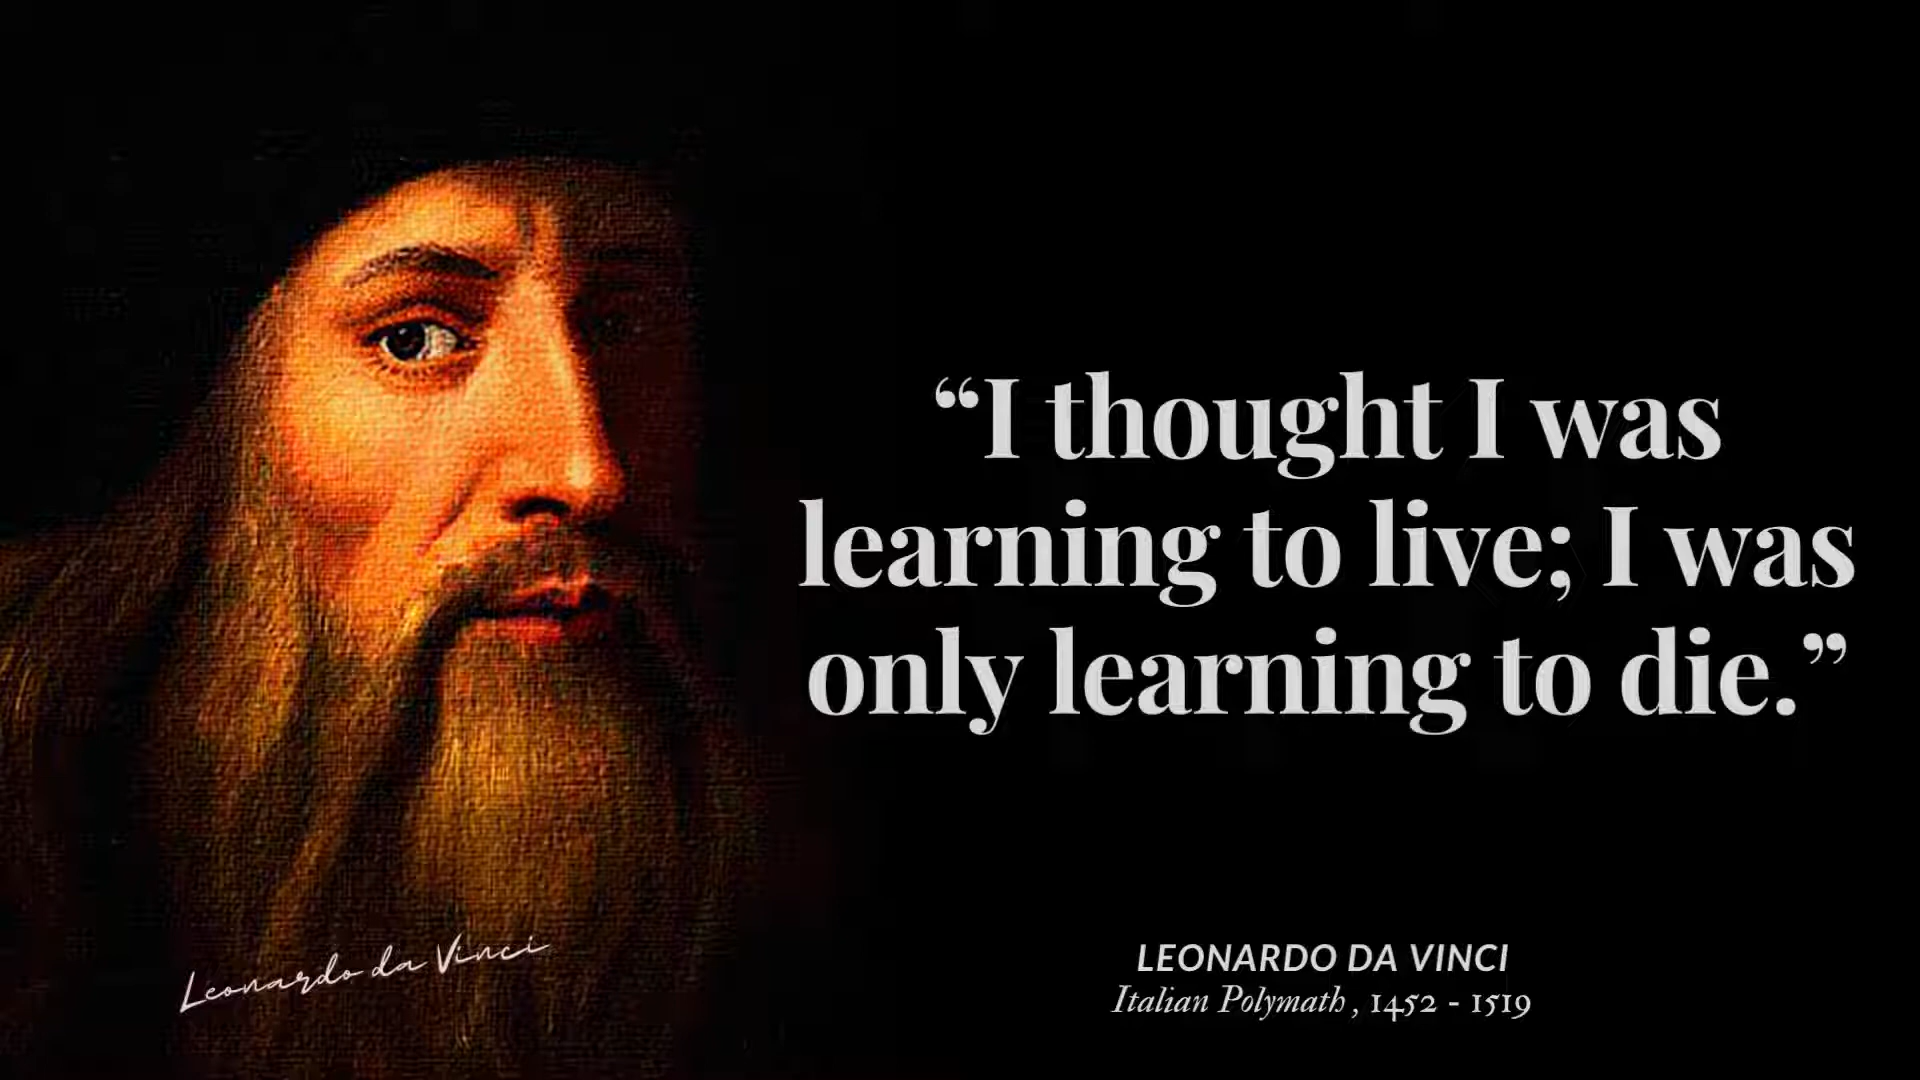 “I thought I was
learning to live; I was
only learning to die.”
Leonardo da Vinci
LEONARDO DA VINCI
Italian Polymath , 1452 - 1519